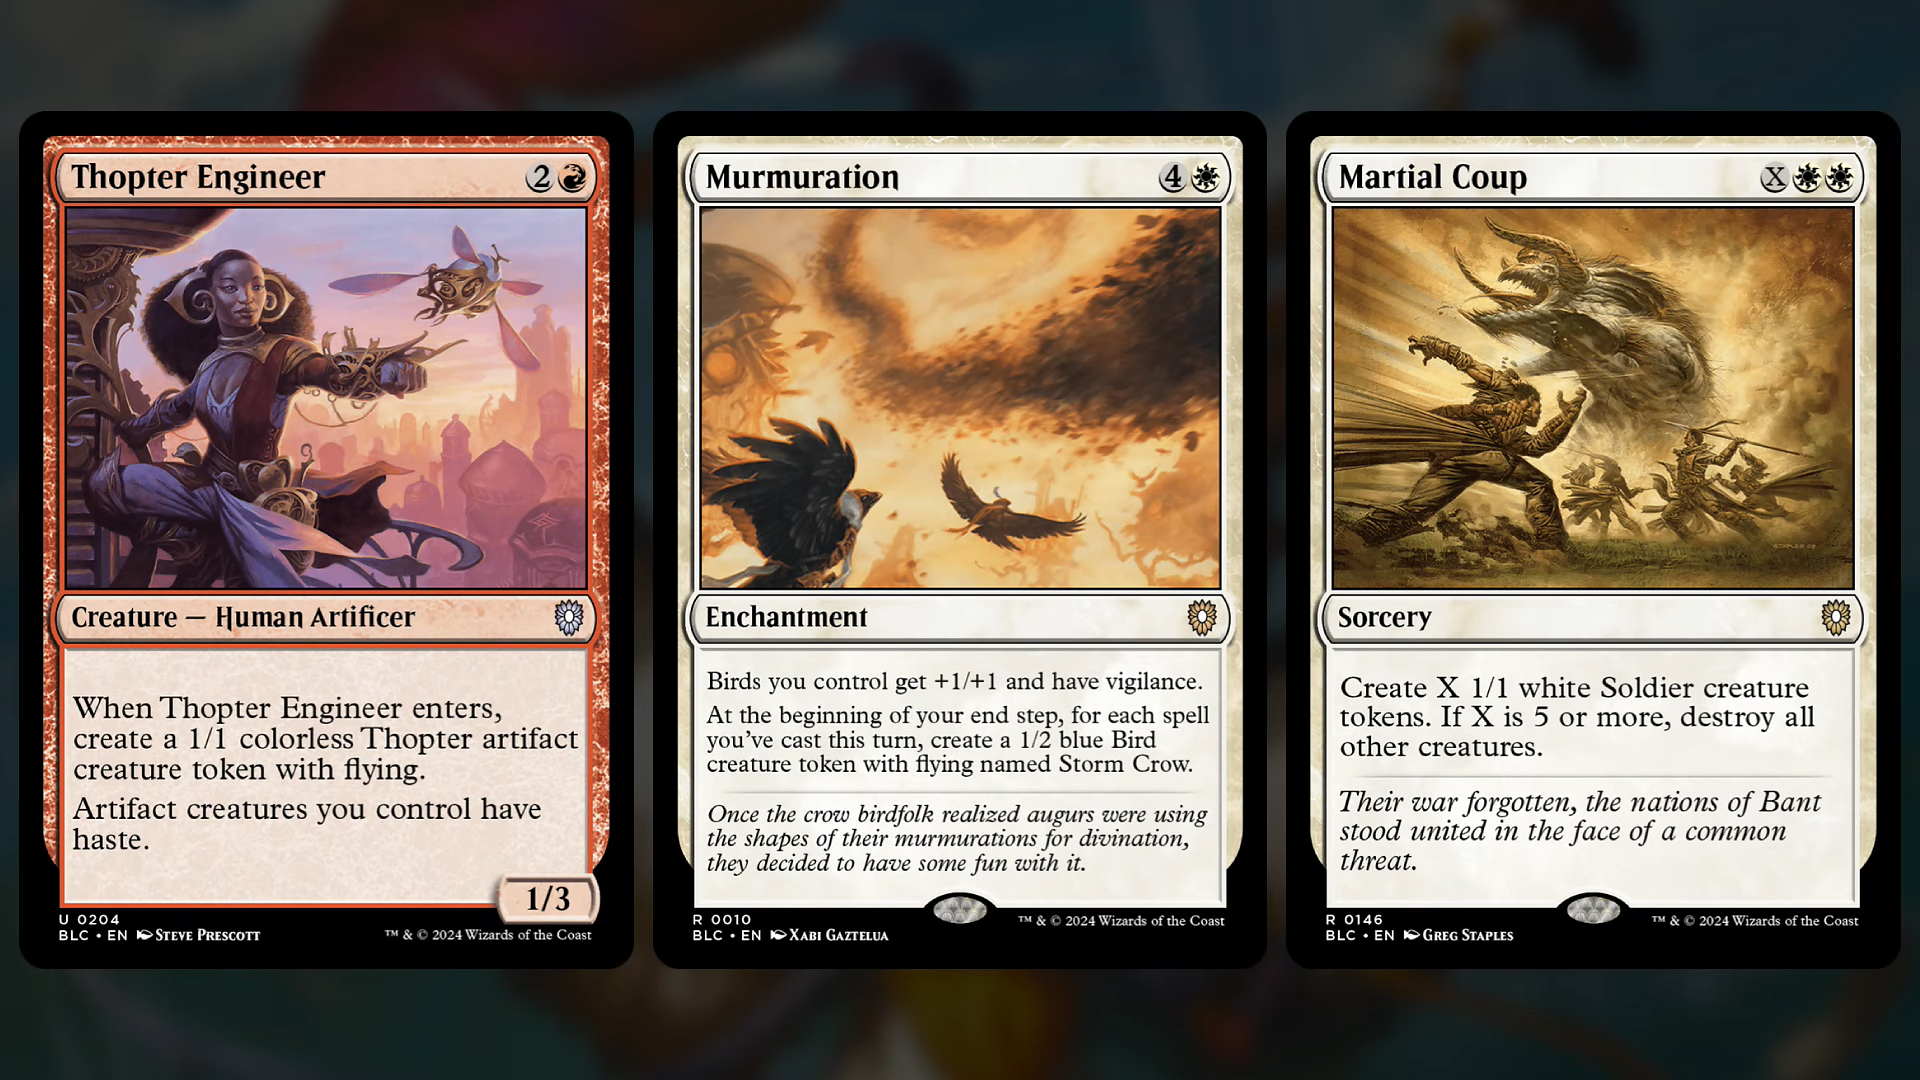 Thopter Engineer
2
Creature — Human Artificer
When Thopter Engineer enters,
create a 1/1 colorless Thopter artifact
creature token with flying.
Artifact creatures you control have
haste.
1/3
U 0204
BLC • EN STEVE PRESCOTT
™ & © 2024 Wizards of the Coast
Murmuration
4
Enchantment
Birds you control get +1/+1 and have vigilance.
At the beginning of your end step, for each spell
you've cast this turn, create a 1/2 blue Bird
creature token with flying named Storm Crow.
Once the crow birdfolk realized augurs were using
the shapes of their murmurations for divination,
they decided to have some fun with it.
R 0010
BLC • EN XABI GAZTELUA
™ & © 2024 Wizards of the Coast
Martial Coup
X
Sorcery
Create X 1/1 white Soldier creature
tokens. If X is 5 or more, destroy all
other creatures.
Their war forgotten, the nations of Bant
stood united in the face of a common
threat.
R 0146
BLC • EN GREG STAPLES
™ & © 2024 Wizards of the Coast